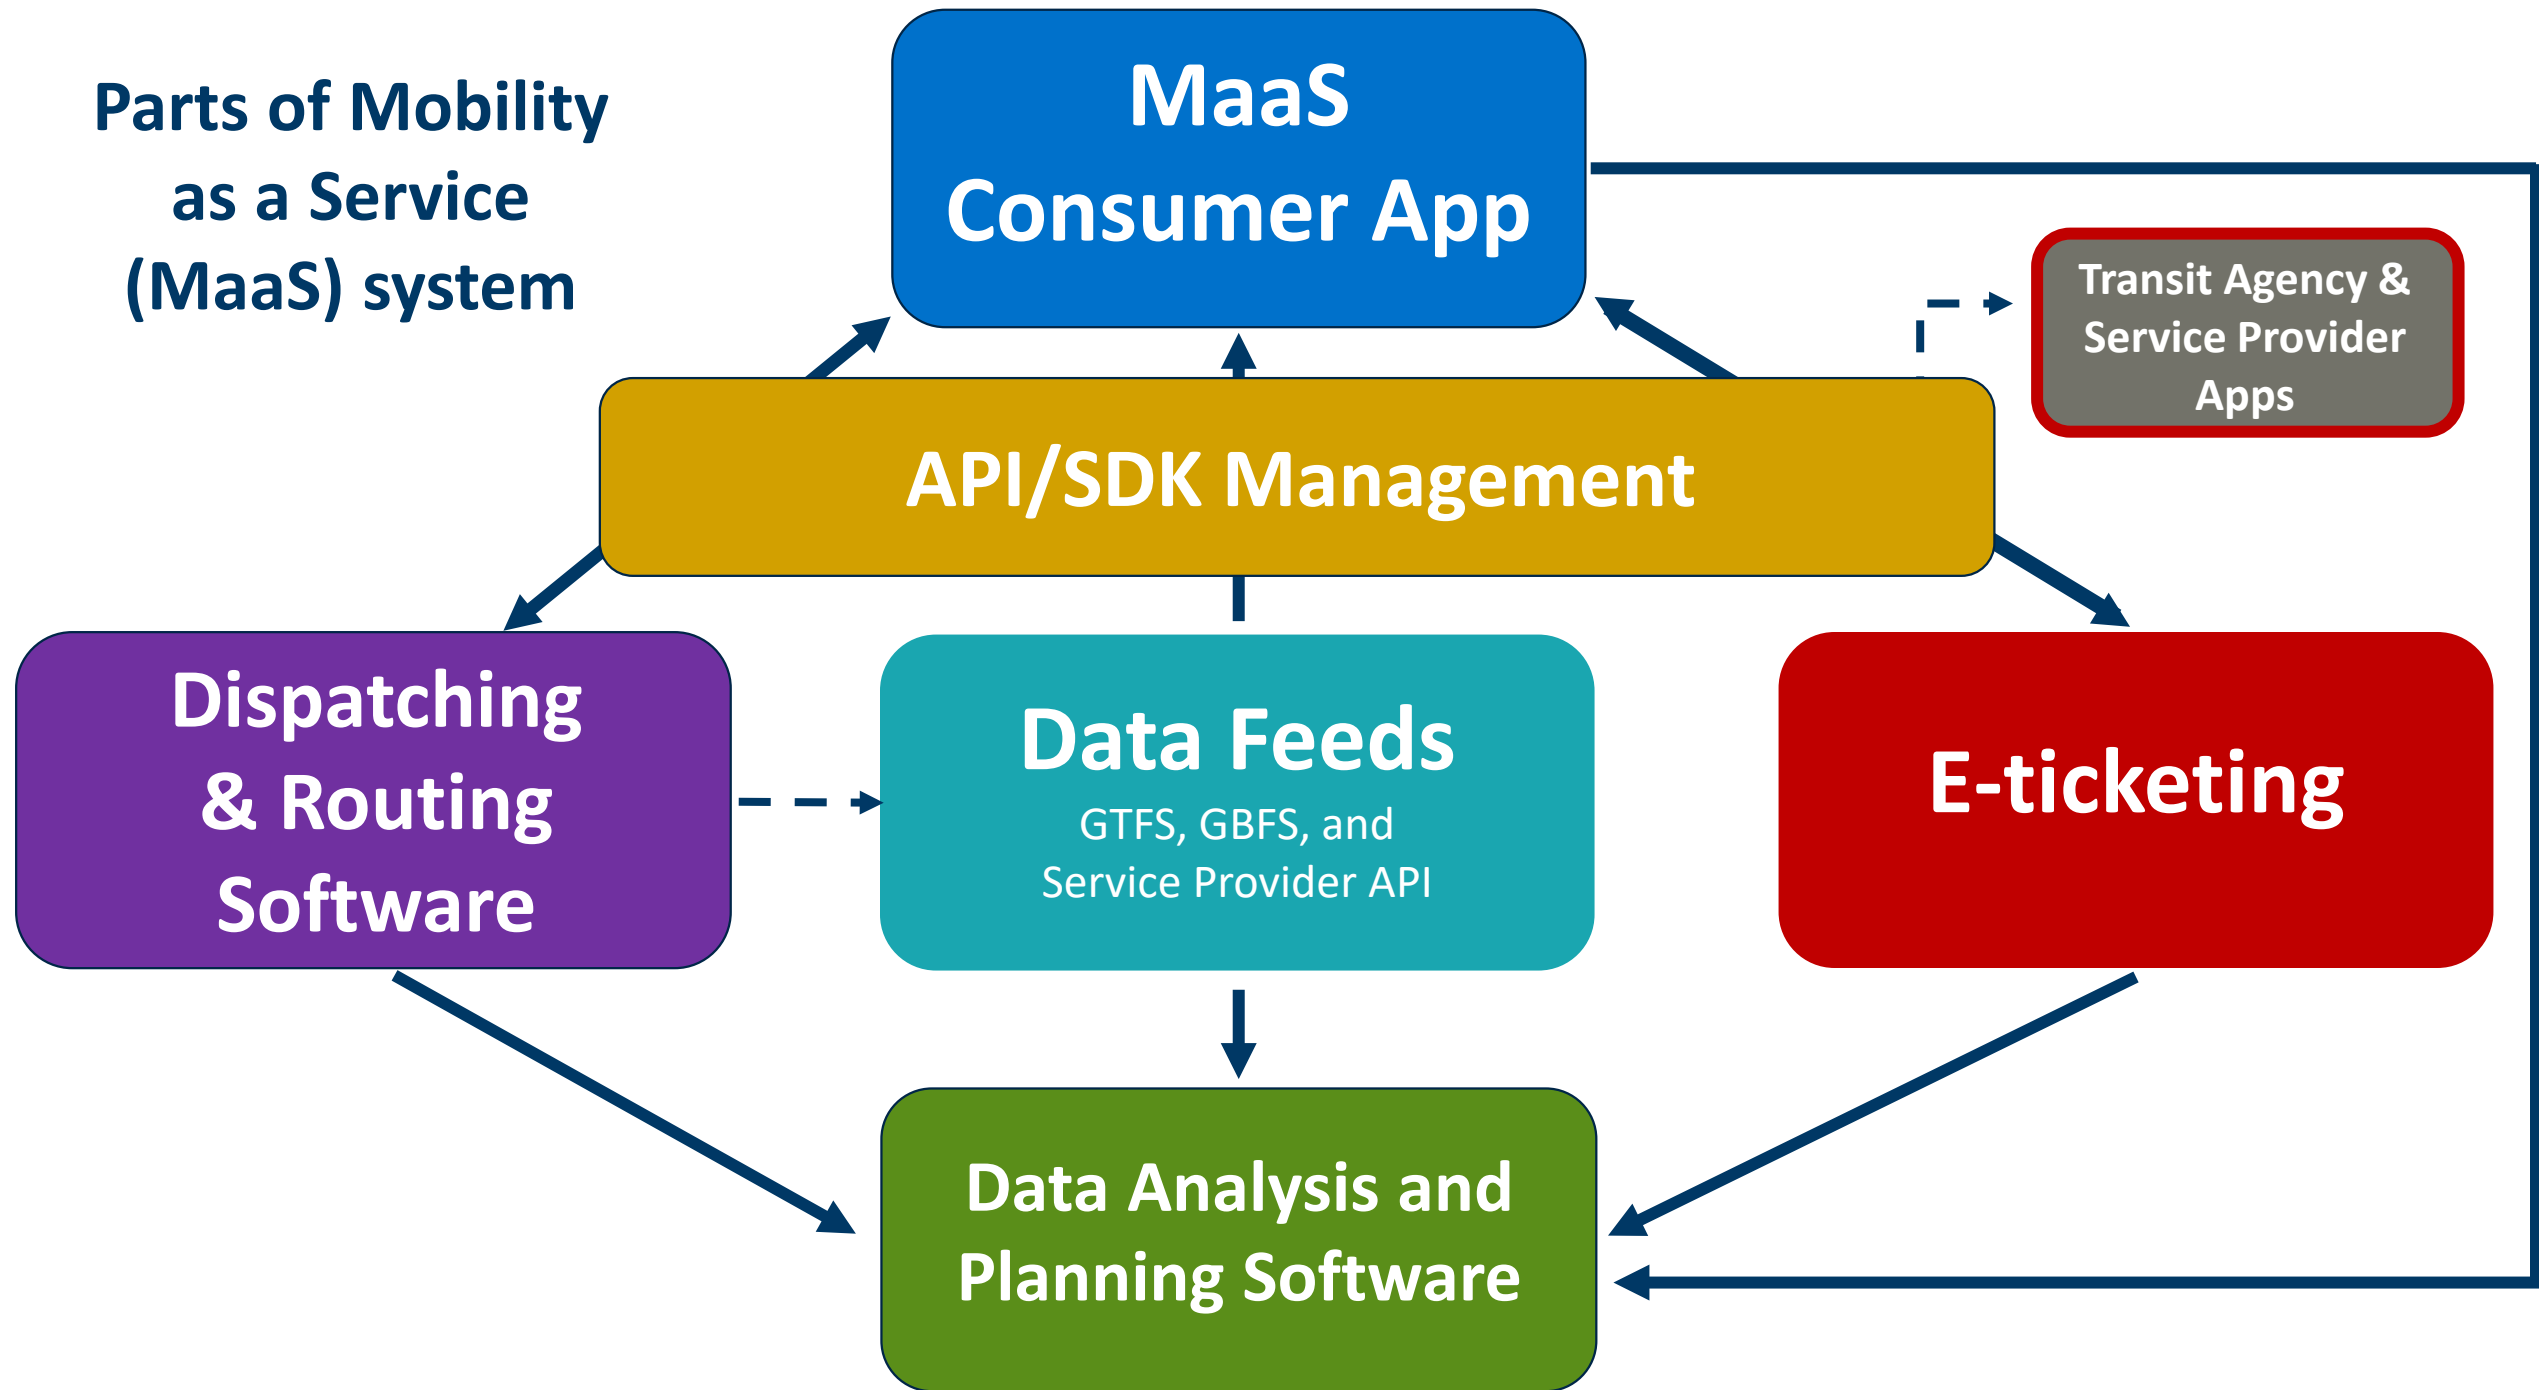 Parts of Mobility
as a Service
(MaaS) system
MaaS
Consumer App
Transit Agency &
Service Provider
Apps
API/SDK Management
Dispatching
& Routing
Software
Data Feeds
GTFS, GBFS, and
Service Provider API
E-ticketing
Data Analysis and
Planning Software